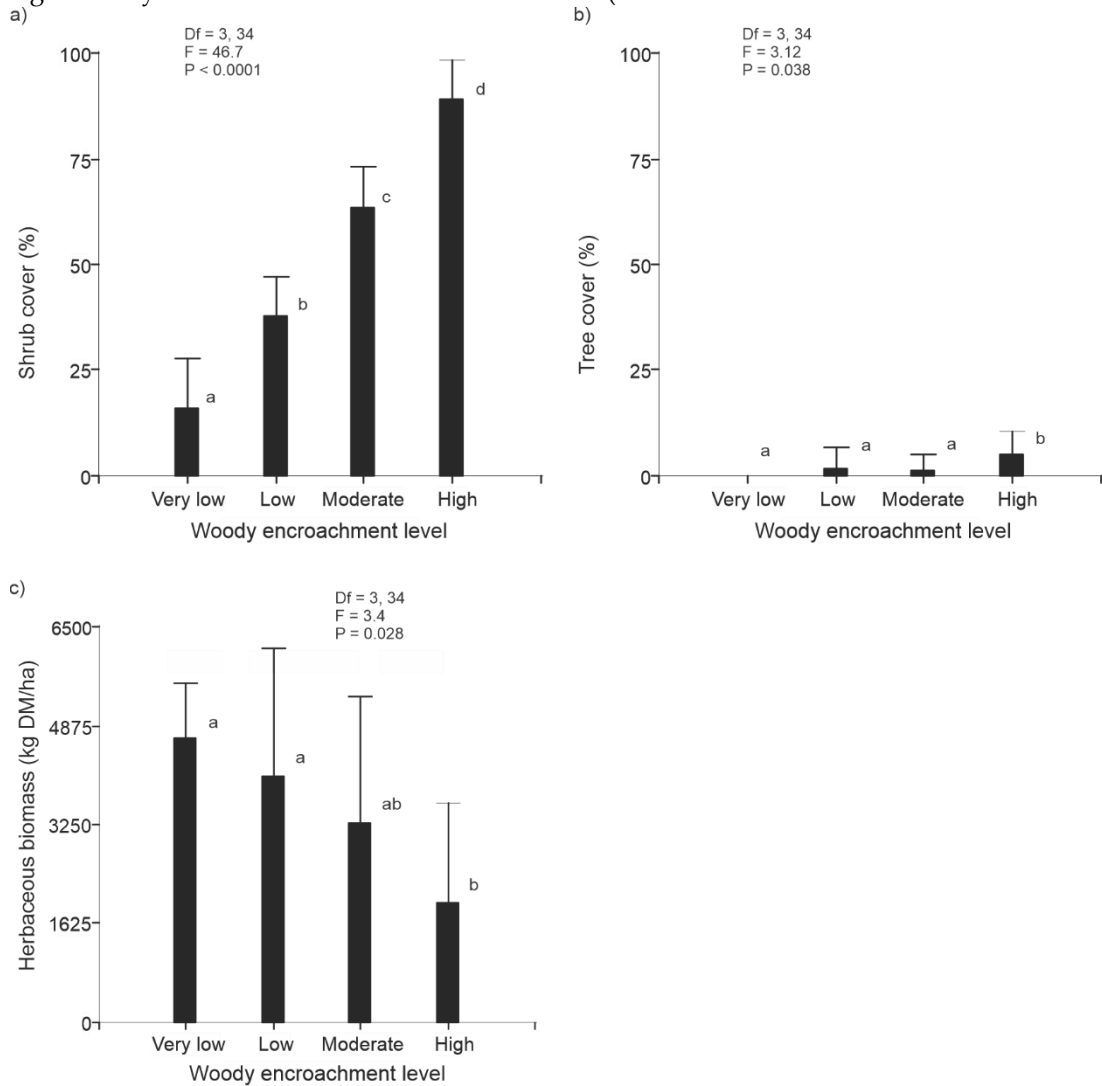 a)
Df = 3, 34
F = 46.7
P < 0.0001
100
75
50
25
0
Shrub cover (%)
a
b
c
d
Very low Low Moderate High
Woody encroachment level
b)
Df = 3, 34
F = 3.12
P = 0.038
100
75
50
25
0
Tree cover (%)
a
a
a
b
Very low Low Moderate High
Woody encroachment level
c)
Df = 3, 34
F = 3.4
P = 0.028
6500
4875
3250
1625
0
Herbaceous biomass (kg DM/ha)
a
a
ab
b
Very low Low Moderate High
Woody encroachment level